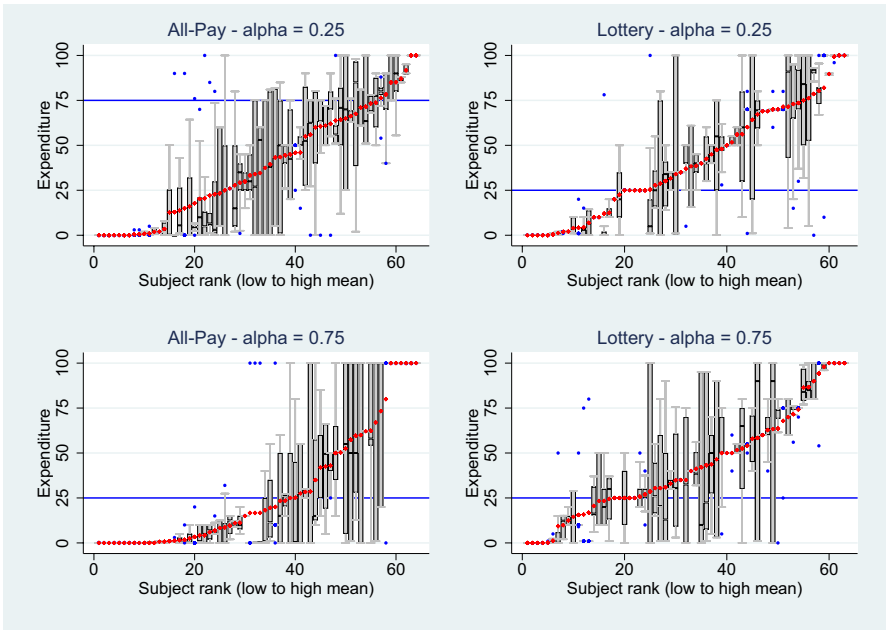 All-Pay - alpha = 0.25
Expenditure
100
75
50
25
0
0 20 40 60
Subject rank (low to high mean)
Lottery - alpha = 0.25
Expenditure
100
75
50
25
0
0 20 40 60
Subject rank (low to high mean)
All-Pay - alpha = 0.75
Expenditure
100
75
50
25
0
0 20 40 60
Subject rank (low to high mean)
Lottery - alpha = 0.75
Expenditure
100
75
50
25
0
0 20 40 60
Subject rank (low to high mean)